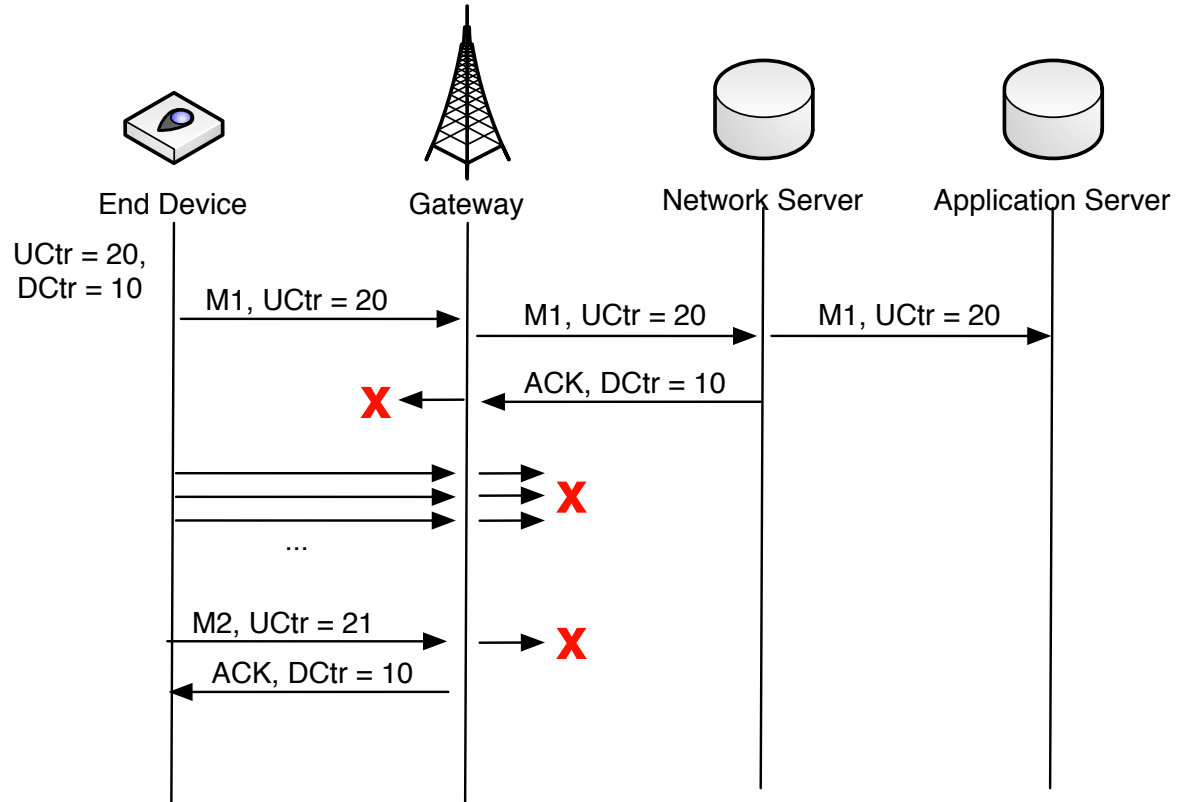 End Device
Gateway
Network Server
Application Server
UCtr = 20,
DCtr = 10
M1, UCtr = 20
M1, UCtr = 20
M1, UCtr = 20
ACK, DCtr = 10
X
X
...
M2, UCtr = 21
X
ACK, DCtr = 10